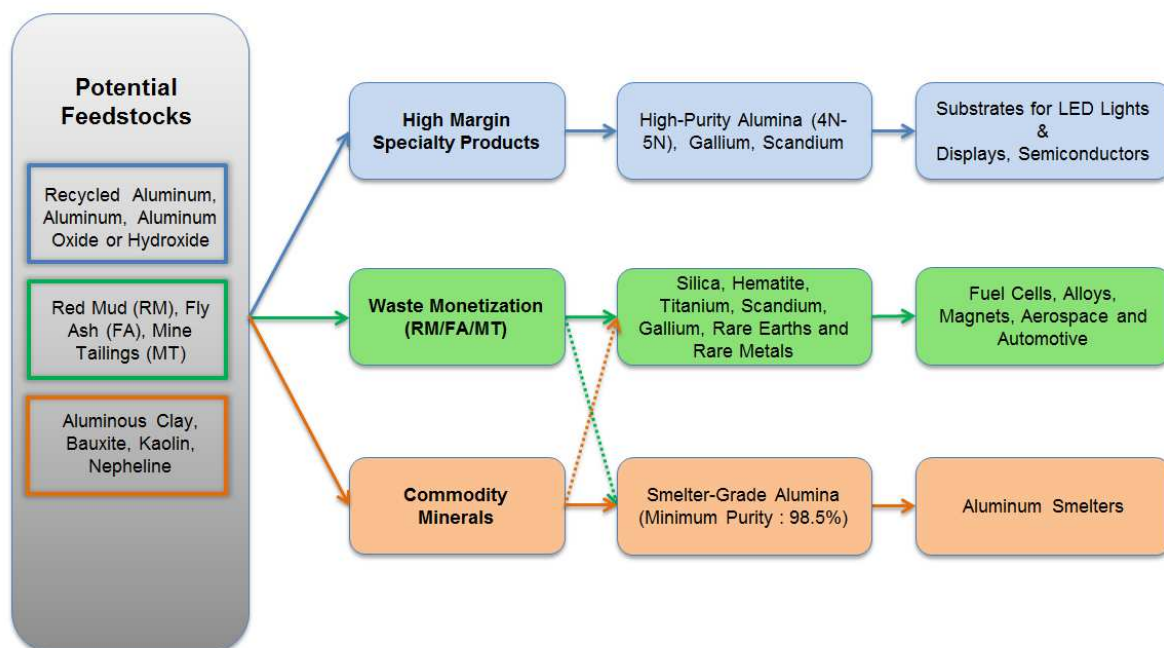 Potential
Feedstocks
Recycled Aluminum,
Aluminum, Aluminum
Oxide or Hydroxide
Red Mud (RM), Fly
Ash (FA), Mine
Tailings (MT)
Aluminous Clay,
Bauxite, Kaolin,
Nepheline
High Margin
Specialty Products
High-Purity Alumina (4N-
5N), Gallium, Scandium
Substrates for LED Lights
&
Displays, Semiconductors
Waste Monetization
(RM/FA/MT)
Silica, Hematite,
Titanium, Scandium,
Gallium, Rare Earths and
Rare Metals
Fuel Cells, Alloys,
Magnets, Aerospace and
Automotive
Commodity
Minerals
Smelter-Grade Alumina
(Minimum Purity : 98.5%)
Aluminum Smelters